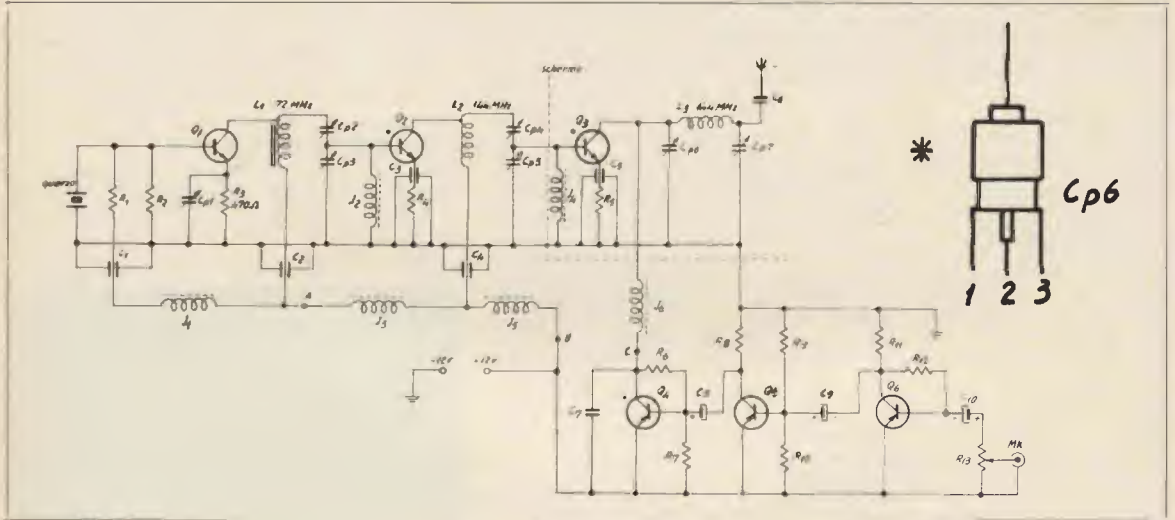 L1 72 MHz
L2 144 MHz
schermo
L3 144 MHz
Q1
Q2
Q3
Cp2
Cp3
Cp4
Cp5
Cp6
Cp7
C6
quarzo
R1
R2
Cp1
R3
470Ω
J2
C3
R4
J4
C5
R5
C1
C2
C4
J1
A
J3
J5
B
J6
-12V
+12V
C
R6
R8
R9
R11
R12
C7
Q4
C8
Q5
C9
Q6
C10
R7
R10
R13
MK
*
Cp6
1
2
3